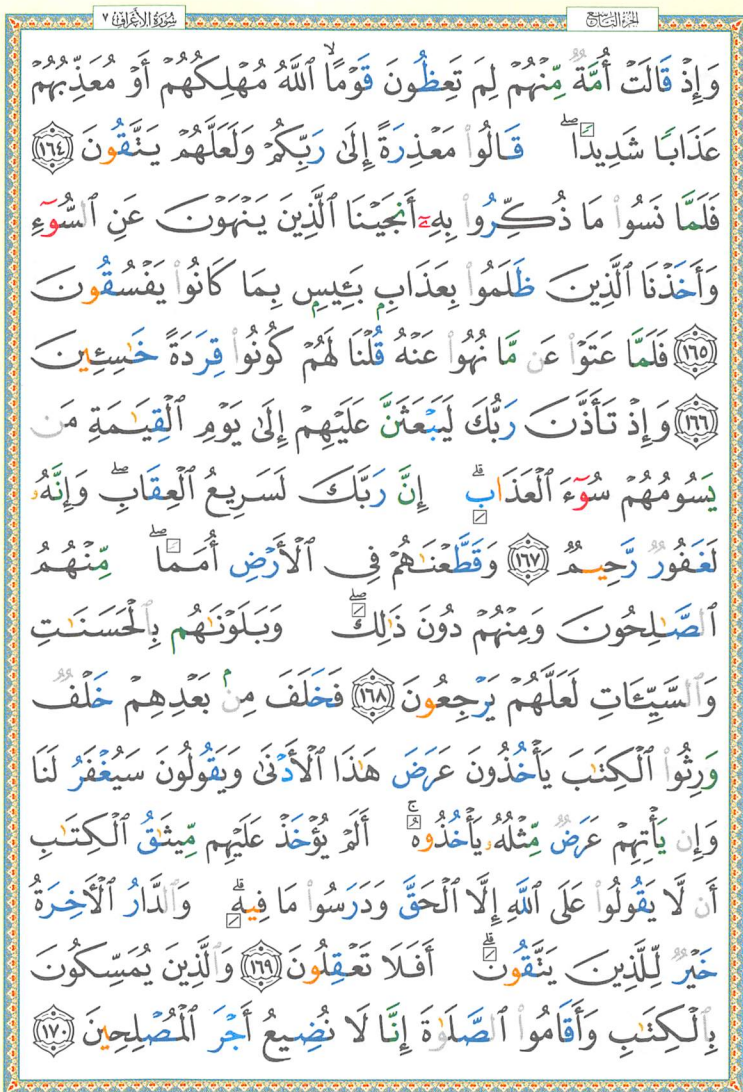 سُورَةُ الأَعْرَاف ٧
الجزء التاسع
وَإِذْ قَالَتْ أُمَّةٌ مِّنْهُمْ لِمَ تَعِظُونَ قَوْمًا ۙ ٱللَّهُ مُهْلِكُهُمْ أَوْ مُعَذِّبُهُمْ
عَذَابًا شَدِيدًا ۖ قَالُوا۟ مَعْذِرَةً إِلَىٰ رَبِّكُمْ وَلَعَلَّهُمْ يَتَّقُونَ ١٦٤
فَلَمَّا نَسُوا۟ مَا ذُكِّرُوا۟ بِهِۦٓ أَنجَيْنَا ٱلَّذِينَ يَنْهَوْنَ عَنِ ٱلسُّوٓءِ
وَأَخَذْنَا ٱلَّذِينَ ظَلَمُوا۟ بِعَذَابٍۭ بَـِٔيسٍۭ بِمَا كَانُوا۟ يَفْسُقُونَ
١٦٥ فَلَمَّا عَتَوْا۟ عَن مَّا نُهُوا۟ عَنْهُ قُلْنَا لَهُمْ كُونُوا۟ قِرَدَةً خَـٰسِـِٔينَ
١٦٦ وَإِذْ تَأَذَّنَ رَبُّكَ لَيَبْعَثَنَّ عَلَيْهِمْ إِلَىٰ يَوْمِ ٱلْقِيَـٰمَةِ مَن
يَسُومُهُمْ سُوٓءَ ٱلْعَذَابِ ۗ إِنَّ رَبَّكَ لَسَرِيعُ ٱلْعِقَابِ ۖ وَإِنَّهُۥ
لَغَفُورٌ رَّحِيمٌ ١٦٧ وَقَطَّعْنَـٰهُمْ فِى ٱلْأَرْضِ أُمَمًا ۖ مِّنْهُمُ
ٱلصَّـٰلِحُونَ وَمِنْهُمْ دُونَ ذَٰلِكَ ۖ وَبَلَوْنَـٰهُم بِٱلْحَسَنَـٰتِ
وَٱلسَّيِّـَٔاتِ لَعَلَّهُمْ يَرْجِعُونَ ١٦٨ فَخَلَفَ مِنۢ بَعْدِهِمْ خَلْفٌ
وَرِثُوا۟ ٱلْكِتَـٰبَ يَأْخُذُونَ عَرَضَ هَـٰذَا ٱلْأَدْنَىٰ وَيَقُولُونَ سَيُغْفَرُ لَنَا
وَإِن يَأْتِهِمْ عَرَضٌ مِّثْلُهُۥ يَأْخُذُوهُ ۚ أَلَمْ يُؤْخَذْ عَلَيْهِم مِّيثَـٰقُ ٱلْكِتَـٰبِ
أَن لَّا يَقُولُوا۟ عَلَى ٱللَّهِ إِلَّا ٱلْحَقَّ وَدَرَسُوا۟ مَا فِيهِ ۗ وَٱلدَّارُ ٱلْـَٔاخِرَةُ
خَيْرٌ لِّلَّذِينَ يَتَّقُونَ ۗ أَفَلَا تَعْقِلُونَ ١٦٩ وَٱلَّذِينَ يُمَسِّكُونَ
بِٱلْكِتَـٰبِ وَأَقَامُوا۟ ٱلصَّلَوٰةَ إِنَّا لَا نُضِيعُ أَجْرَ ٱلْمُصْلِحِينَ ١٧٠